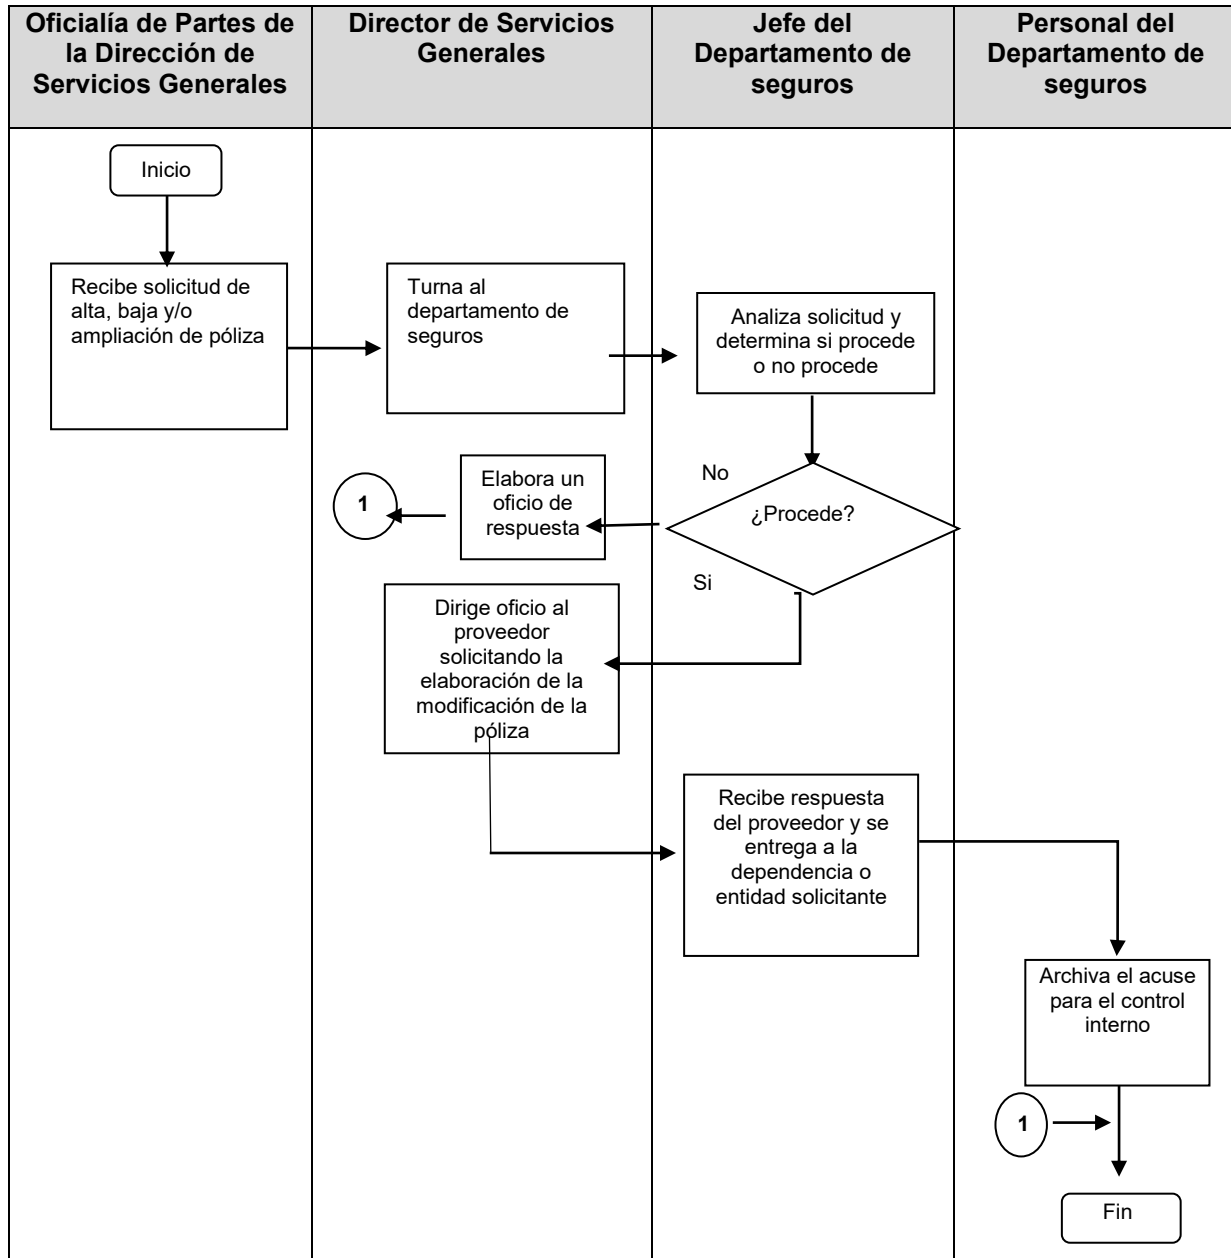 Oficialía de Partes de
la Dirección de
Servicios Generales
Director de Servicios
Generales
Jefe del
Departamento de
seguros
Personal del
Departamento de
seguros
Inicio
Recibe solicitud de
alta, baja y/o
ampliación de póliza
Turna al
departamento de
seguros
Analiza solicitud y
determina si procede
o no procede
¿Procede?
No
Elabora un
oficio de
respuesta
1
Si
Dirige oficio al
proveedor
solicitando la
elaboración de la
modificación de la
póliza
Recibe respuesta
del proveedor y se
entrega a la
dependencia o
entidad solicitante
Archiva el acuse
para el control
interno
1
Fin